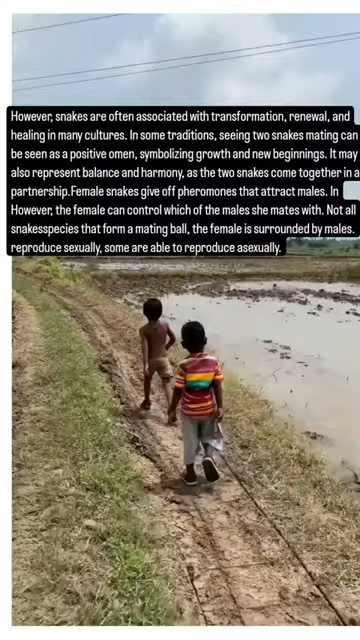 However, snakes are often associated with transformation, renewal, and
healing in many cultures. In some traditions, seeing two snakes mating can
be seen as a positive omen, symbolizing growth and new beginnings. It may
also represent balance and harmony, as the two snakes come together in a
partnership.Female snakes give off pheromones that attract males. In
However, the female can control which of the males she mates with. Not all
snakesspecies that form a mating ball, the female is surrounded by males.
reproduce sexually, some are able to reproduce asexually.